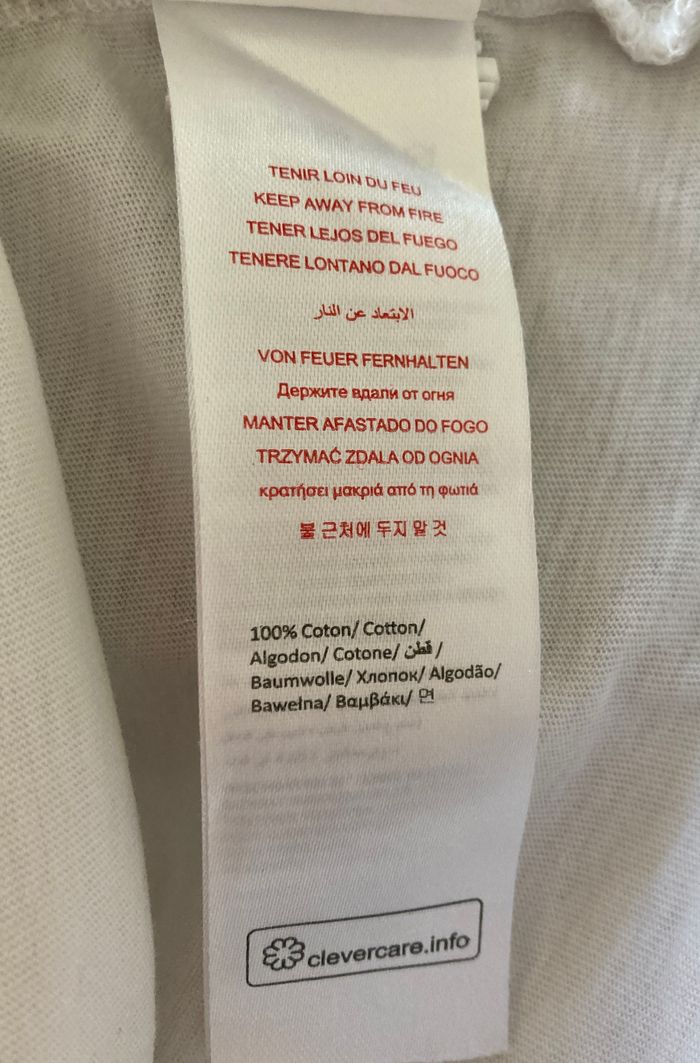 TENIR LOIN DU FEU
KEEP AWAY FROM FIRE
TENER LEJOS DEL FUEGO
TENERE LONTANO DAL FUOCO
الابتعاد عن النار
VON FEUER FERNHALTEN
Держите вдали от огня
MANTER AFASTADO DO FOGO
TRZYMAĆ ZDALA OD OGNIA
κρατήσει μακριά από τη φωτιά
불 근처에 두지 말 것
100% Coton/ Cotton/
Algodon/ Cotone/ قطن /
Baumwolle/ Хлопок/ Algodão/
Bawełna/ Βαμβάκι/ 면
clevercare.info